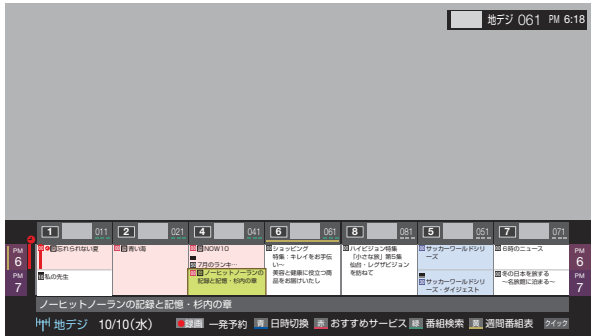 地デジ 061 PM 6:18
1 011 2 021 4 041 6 061 8 081 5 051 7 071
PM
6
PM
7
忘れられない夏
私の先生
青い海
NOW10
7月のランキ…
ノーヒットノーランの
記録と記憶・杉内の章
ショッピング
特集:キレイをお手伝
い~
美容と健康に役立つ商
品をお届けいたし
ハイビジョン特集
「小さな旅」第5集
仙台・レグザビジョン
を訪ねて
サッカーワールドシリ
ーズ
サッカーワールドシリ
ーズ・ダイジェスト
6時のニュース
冬の日本を旅する
~名旅館に泊まる~
PM
6
PM
7
ノーヒットノーランの記録と記憶・杉内の章
地デジ 10/10(水) 録画 一発予約 青 日時切換 赤 おすすめサービス 緑 番組検索 黄 週間番組表 クイック